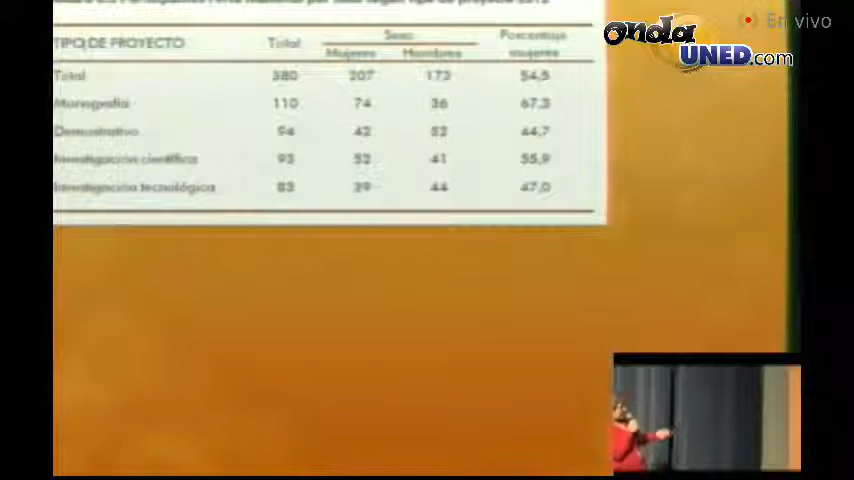 En vivo
onda
UNED.com
TIPO DE PROYECTO Total Sexo Porcentaje
Mujeres Hombres mujeres
Total 380 207 173 54,5
Monografía 110 74 36 67,3
Demostrativo 94 42 52 44,7
Investigación científica 93 52 41 55,9
Investigación tecnológica 83 39 44 47,0